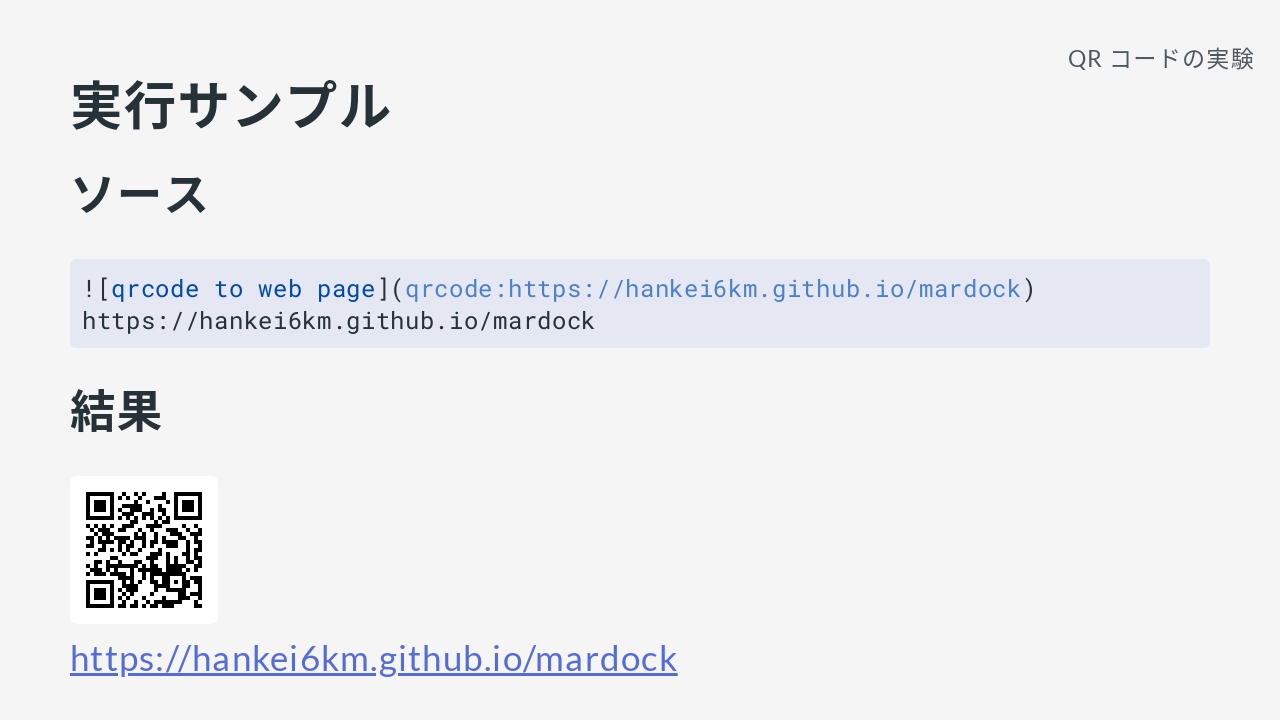 QR コードの実験
実行サンプル
ソース
![qrcode to web page](qrcode:https://hankei6km.github.io/mardock)
https://hankei6km.github.io/mardock
結果
https://hankei6km.github.io/mardock